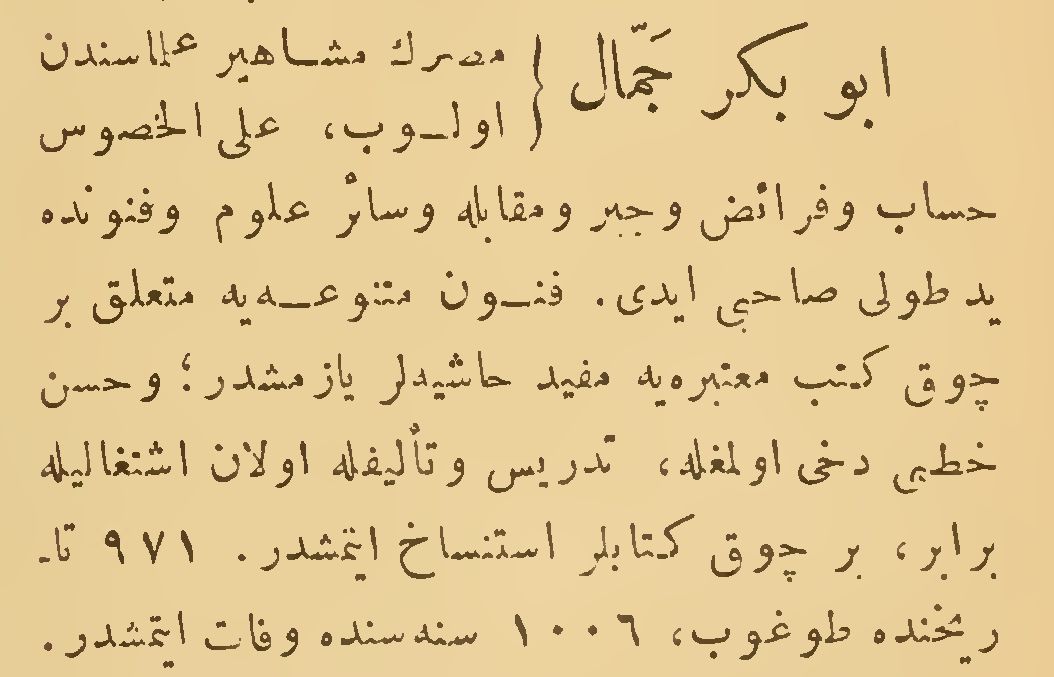 ابو بكر جَمّال { مصرك مشاهير علماسندن
اولوب، على الخصوص
حساب وفرائض وجبر ومقابله وسائر علوم وفنونده
يد طولى صاحبى ايدى. فنون متنوعه‌يه متعلق بر
چوق كتب معتبره‌يه مفيد حاشيه‌لر يازمشدر؛ وحسن
خطى دخى اولمغله، تدريس وتأليفله اولان اشتغاليله
برابر، بر چوق كتابلر استنساخ ايتمشدر. ٩٧١ تا-
ريخنده طوغوب، ١٠٠٦ سنه‌سنده وفات ايتمشدر.